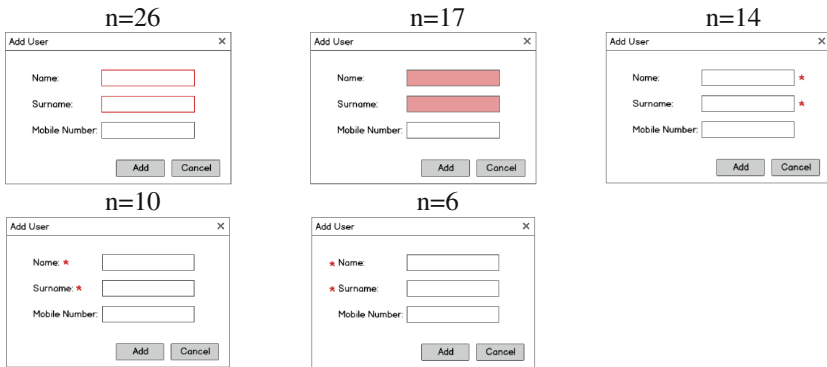 n=26
Add User ×
Name:
Surname:
Mobile Number:
Add Cancel
n=17
Add User ×
Name:
Surname:
Mobile Number:
Add Cancel
n=14
Add User ×
Name: *
Surname: *
Mobile Number:
Add Cancel
n=10
Add User ×
Name: *
Surname: *
Mobile Number:
Add Cancel
n=6
Add User ×
* Name:
* Surname:
Mobile Number:
Add Cancel